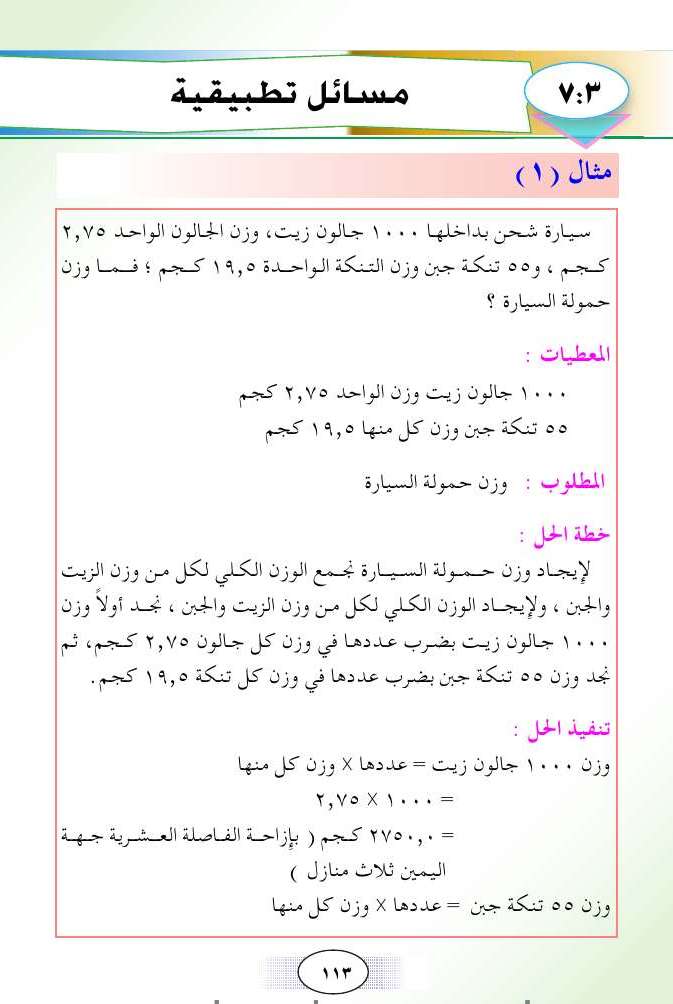 ٧:٣
مسائل تطبيقية
مثال ( ١ )
سيارة شحن بداخلها ١٠٠٠ جالون زيت، وزن الجالون الواحد ٢,٧٥
كجم ، و٥٥ تنكة جبن وزن التنكة الواحدة ١٩,٥ كجم ؛ فما وزن
حمولة السيارة ؟
المعطيات :
١٠٠٠ جالون زيت وزن الواحد ٢,٧٥ كجم
٥٥ تنكة جبن وزن كل منها ١٩,٥ كجم
المطلوب : وزن حمولة السيارة
خطة الحل :
لإيجاد وزن حمولة السيارة نجمع الوزن الكلي لكل من وزن الزيت
والجبن ، ولإيجاد الوزن الكلي لكل من وزن الزيت والجبن ، نجد أولاً وزن
١٠٠٠ جالون زيت بضرب عددها في وزن كل جالون ٢,٧٥ كجم، ثم
نجد وزن ٥٥ تنكة جبن بضرب عددها في وزن كل تنكة ١٩,٥ كجم.
تنفيذ الحل :
وزن ١٠٠٠ جالون زيت = عددها × وزن كل منها
= ١٠٠٠ × ٢,٧٥
= ٢٧٥٠,٠ كجم ( بإزاحة الفاصلة العشرية جهة
اليمين ثلاث منازل )
وزن ٥٥ تنكة جبن = عددها × وزن كل منها
١١٣